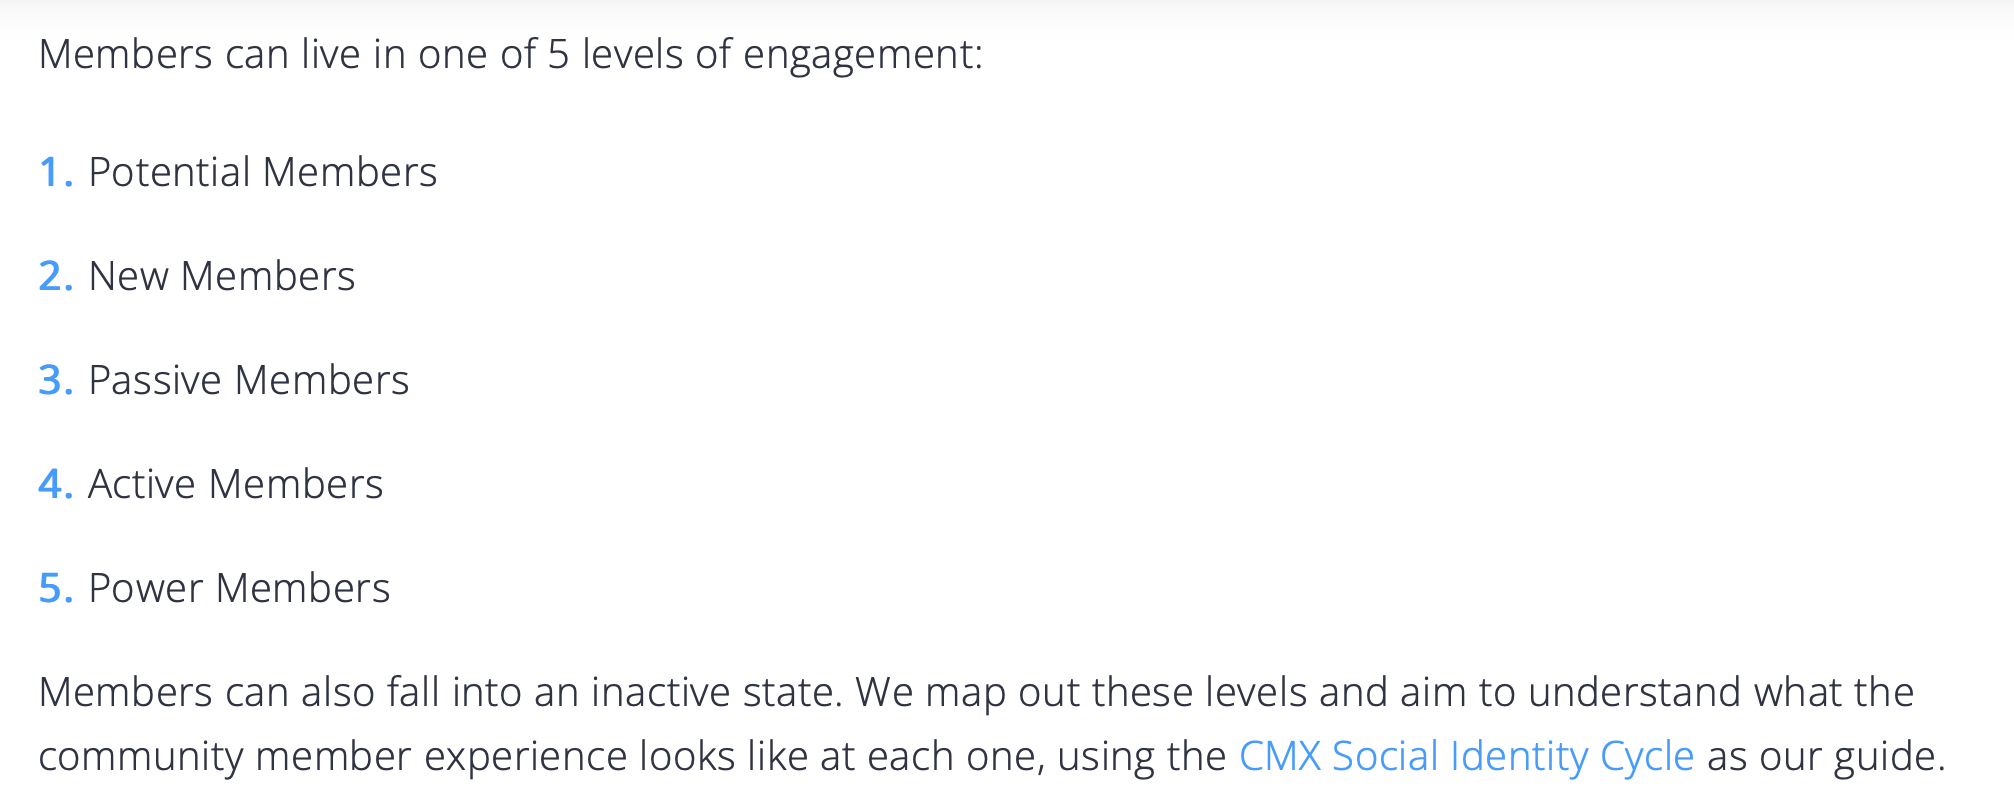 Members can live in one of 5 levels of engagement:
1. Potential Members
2. New Members
3. Passive Members
4. Active Members
5. Power Members
Members can also fall into an inactive state. We map out these levels and aim to understand what the
community member experience looks like at each one, using the CMX Social Identity Cycle as our guide.